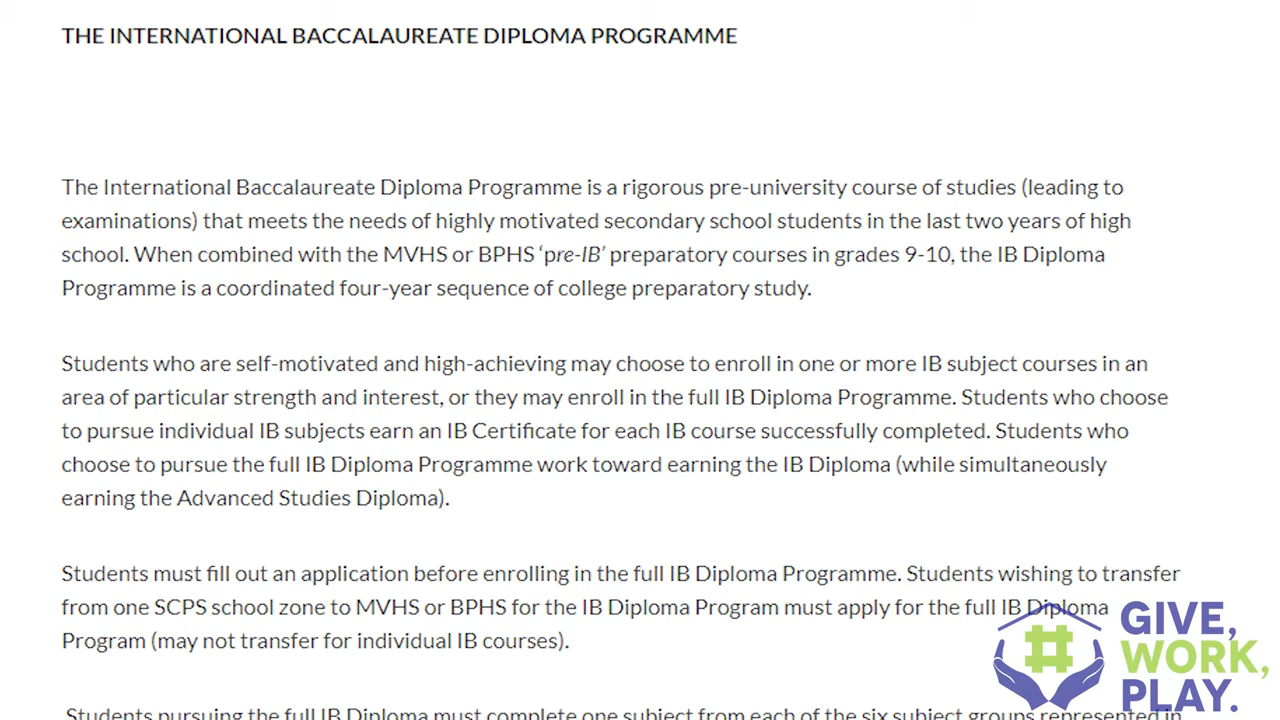 THE INTERNATIONAL BACCALAUREATE DIPLOMA PROGRAMME
The International Baccalaureate Diploma Programme is a rigorous pre-university course of studies (leading to
examinations) that meets the needs of highly motivated secondary school students in the last two years of high
school. When combined with the MVHS or BPHS ‘pre-IB’ preparatory courses in grades 9-10, the IB Diploma
Programme is a coordinated four-year sequence of college preparatory study.
Students who are self-motivated and high-achieving may choose to enroll in one or more IB subject courses in an
area of particular strength and interest, or they may enroll in the full IB Diploma Programme. Students who choose
to pursue individual IB subjects earn an IB Certificate for each IB course successfully completed. Students who
choose to pursue the full IB Diploma Programme work toward earning the IB Diploma (while simultaneously
earning the Advanced Studies Diploma).
Students must fill out an application before enrolling in the full IB Diploma Programme. Students wishing to transfer
from one SCPS school zone to MVHS or BPHS for the IB Diploma Program must apply for the full IB Diploma
Program (may not transfer for individual IB courses).
Students pursuing the full IB Diploma must complete one subject from each of the six subject groups represented in
#
GIVE,
WORK,
PLAY.